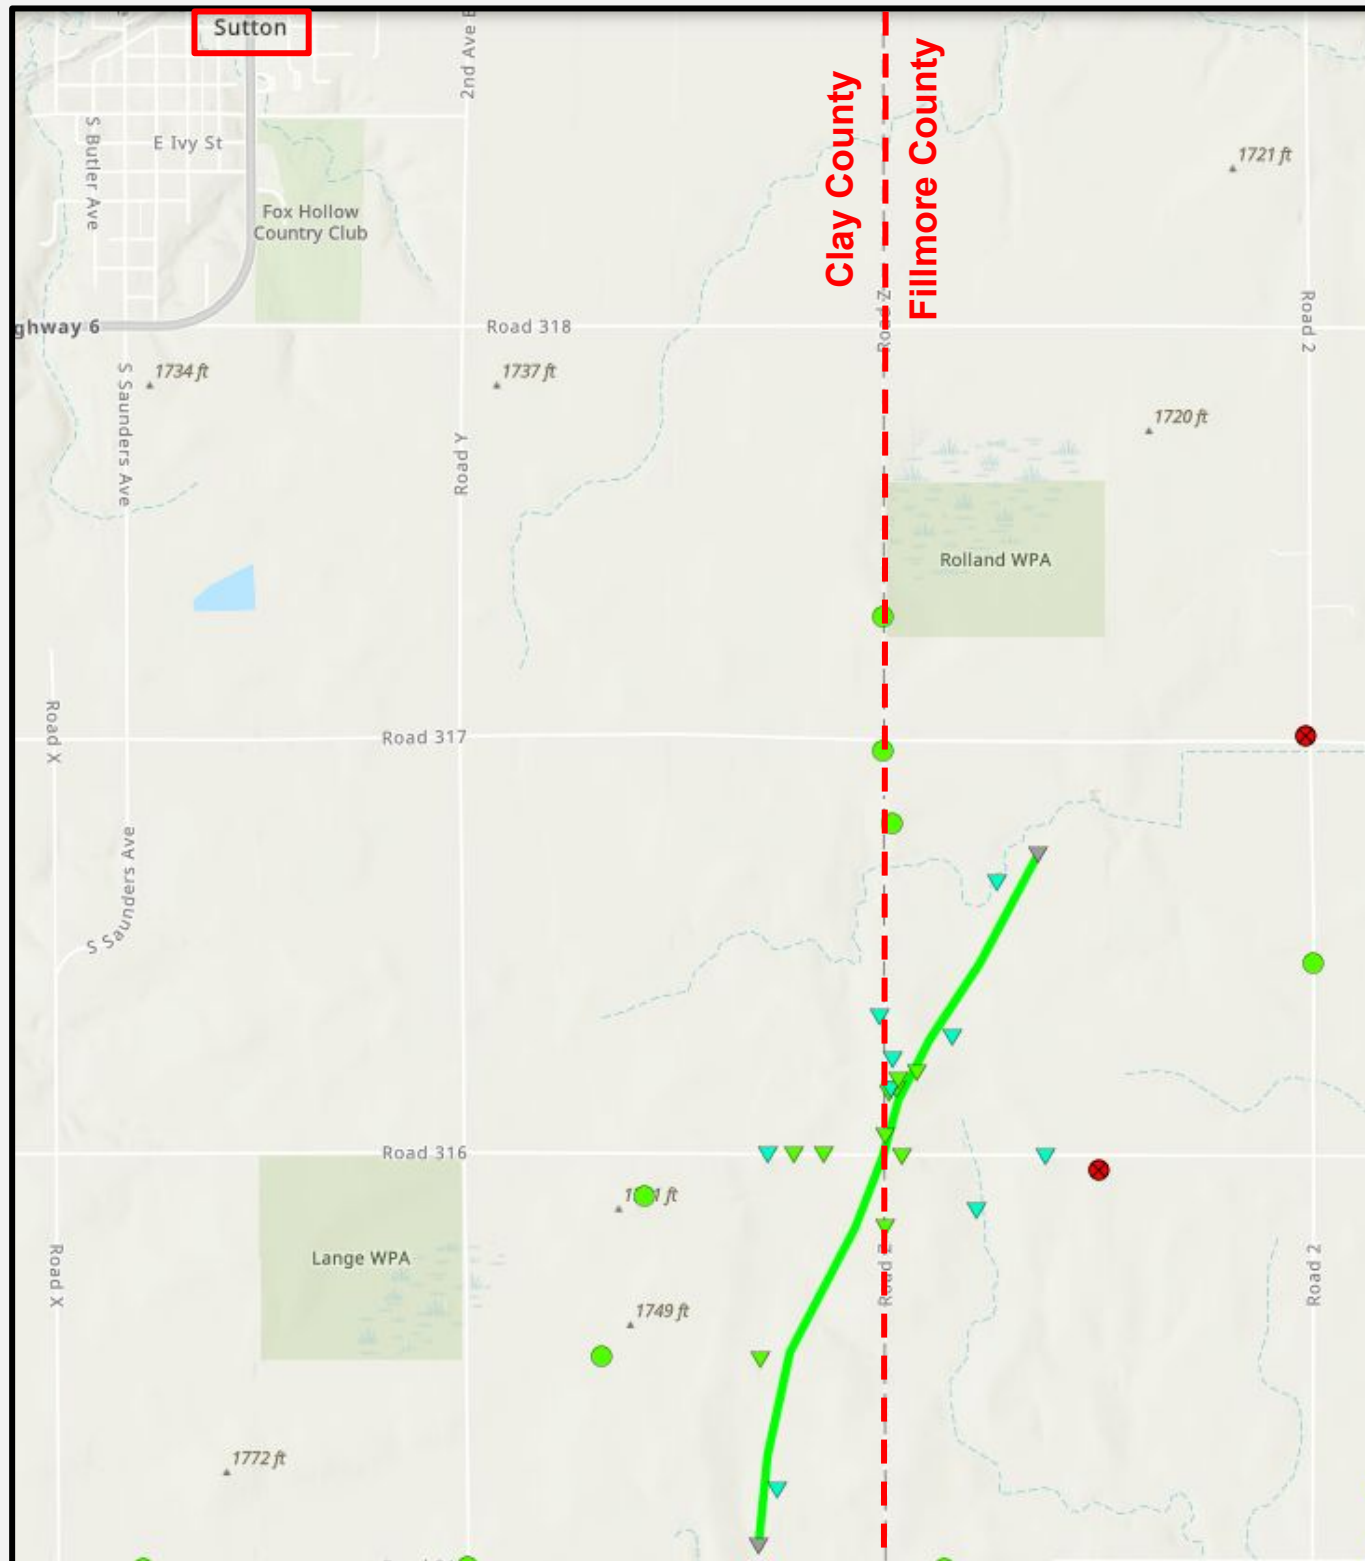 Sutton
2nd Ave E
S Butler Ave
E Ivy St
Fox Hollow
Country Club
Clay County
Fillmore County
1721 ft
ghway 6
Road 318
Road Z
Road 2
1734 ft
1737 ft
S Saunders Ave
Road Y
1720 ft
Rolland WPA
Road X
Road 317
S Saunders Ave
Road 316
Lange WPA
Road X
Road Z
Road 2
1749 ft
1772 ft